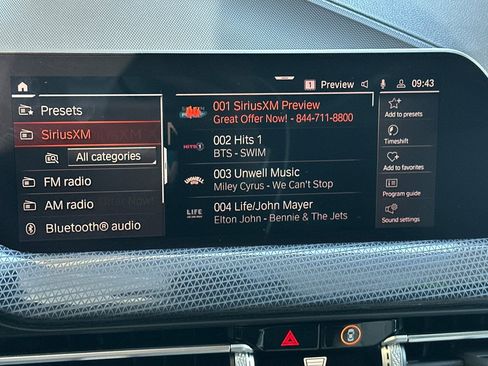 1 Preview 09:43
Presets
SiriusXM
All categories
FM radio
AM radio
Bluetooth® audio
001 SiriusXM Preview
Great Offer Now! - 844-711-8800
HITS 1
002 Hits 1
BTS - SWIM
UNWELL
003 Unwell Music
Miley Cyrus - We Can't Stop
LIFE
004 Life/John Mayer
Elton John - Bennie & The Jets
Add to presets
Timeshift
Add to favorites
Program guide
Sound settings